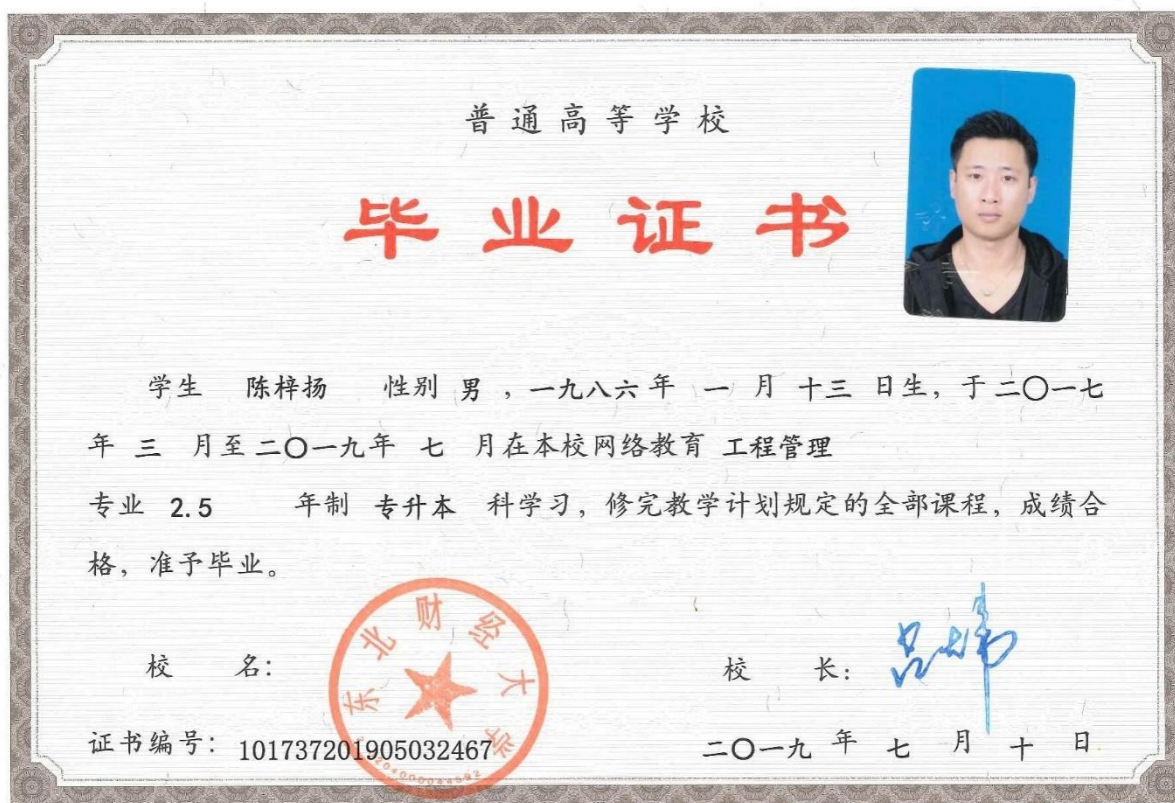 普通高等学校
毕业证书
学生 陈梓扬 性别 男 ，一九八六年 一 月 十三 日生，于二〇一七
年 三 月至二〇一九年 七 月在本校网络教育 工程管理
专业 2.5 年制 专升本 科学习，修完教学计划规定的全部课程，成绩合
格，准予毕业。
校 名：
东北财经大学
校 长：
证书编号：101737201905032467
二〇一九 年 七 月 十 日